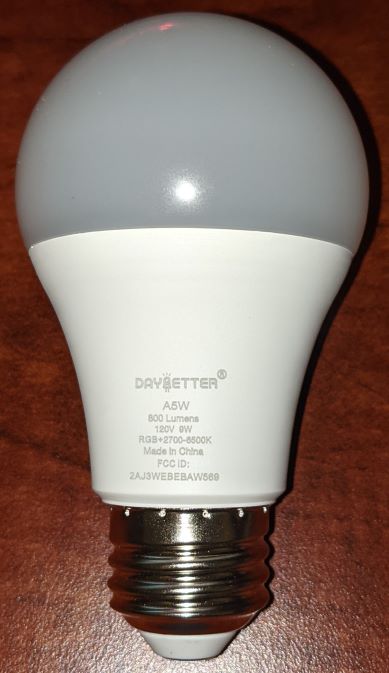 DAYBETTER®
A5W
800 Lumens
120V 9W
RGB+2700-6500K
Made in China
FCC ID:
2AJ3WEBEBAW569